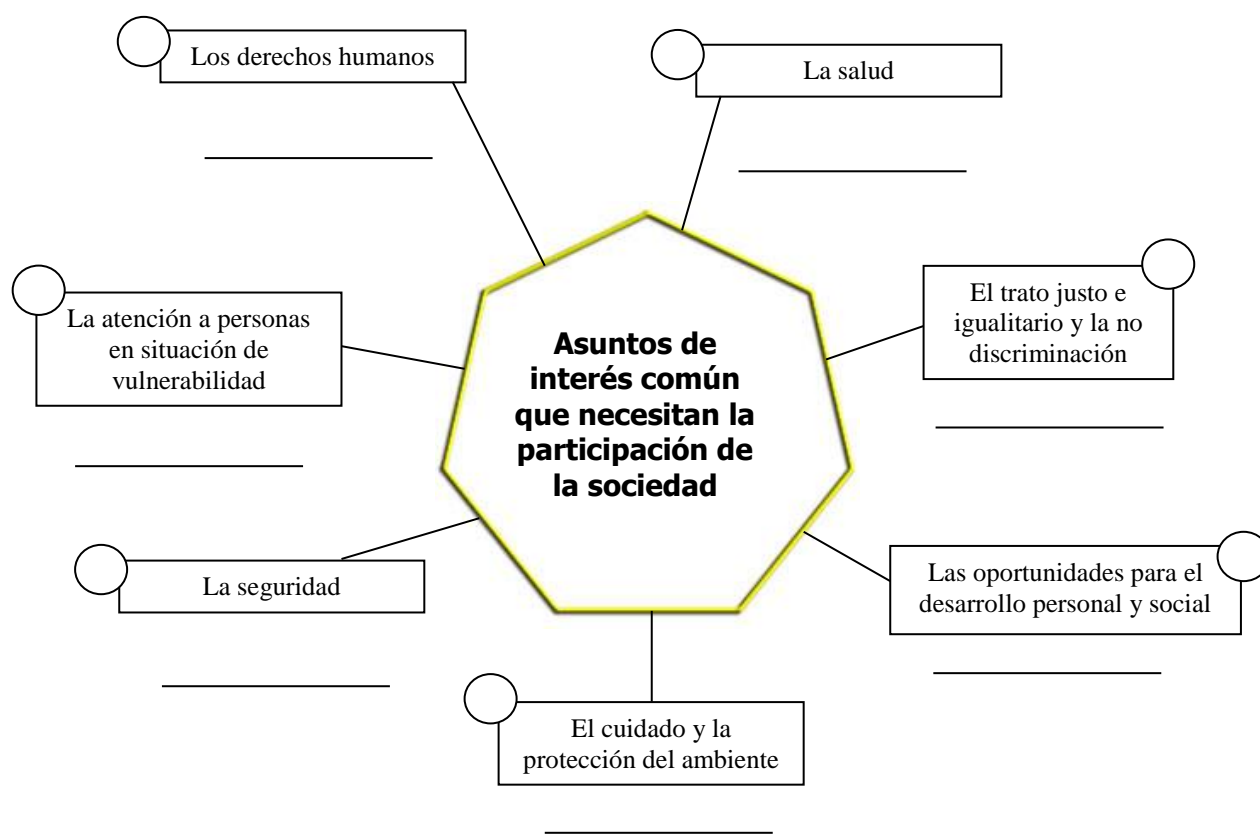 Los derechos humanos
La salud
La atención a personas
en situación de
vulnerabilidad
El trato justo e
igualitario y la no
discriminación
Asuntos de
interés común
que necesitan la
participación de
la sociedad
La seguridad
Las oportunidades para el
desarrollo personal y social
El cuidado y la
protección del ambiente